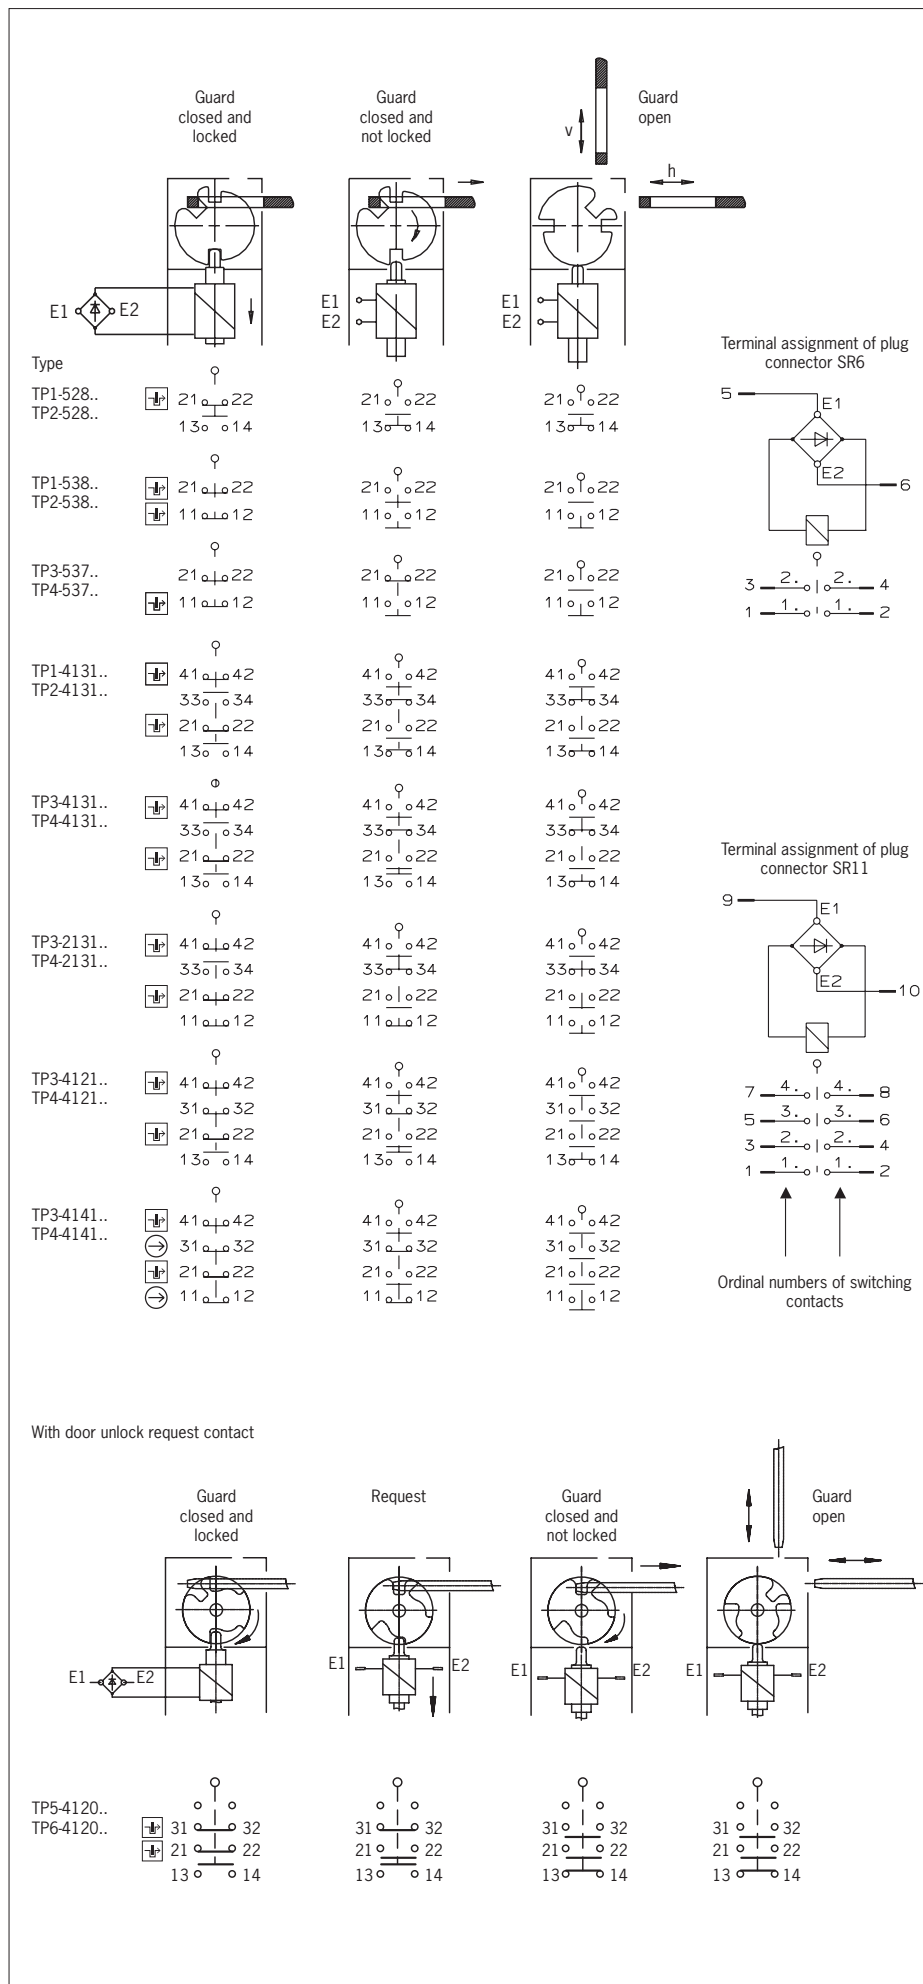 Guard
closed and
locked
Guard
closed and
not locked
Guard
open
v
h
E1 E2
E1
E2
E1
E2
Type
TP1-528..
TP2-528..
21 22
13 14
21 22
13 14
21 22
13 14
TP1-538..
TP2-538..
21 22
11 12
21 22
11 12
21 22
11 12
TP3-537..
TP4-537..
21 22
11 12
21 22
11 12
21 22
11 12
TP1-4131..
TP2-4131..
41 42
33 34
21 22
13 14
41 42
33 34
21 22
13 14
41 42
33 34
21 22
13 14
TP3-4131..
TP4-4131..
41 42
33 34
21 22
13 14
41 42
33 34
21 22
13 14
41 42
33 34
21 22
13 14
TP3-2131..
TP4-2131..
41 42
33 34
21 22
11 12
41 42
33 34
21 22
11 12
41 42
33 34
21 22
11 12
TP3-4121..
TP4-4121..
41 42
31 32
21 22
13 14
41 42
31 32
21 22
13 14
41 42
31 32
21 22
13 14
TP3-4141..
TP4-4141..
41 42
31 32
21 22
11 12
41 42
31 32
21 22
11 12
41 42
31 32
21 22
11 12
Terminal assignment of plug
connector SR6
5 E1
E2
6
3 2. 2. 4
1 1. 1. 2
Terminal assignment of plug
connector SR11
9 E1
E2
10
7 4. 4. 8
5 3. 3. 6
3 2. 2. 4
1 1. 1. 2
Ordinal numbers of switching
contacts
With door unlock request contact
Guard
closed and
locked
Request
Guard
closed and
not locked
Guard
open
E1 E2
E1 E2
E1 E2
E1 E2
TP5-4120..
TP6-4120..
31 32
21 22
13 14
31 32
21 22
13 14
31 32
21 22
13 14
31 32
21 22
13 14